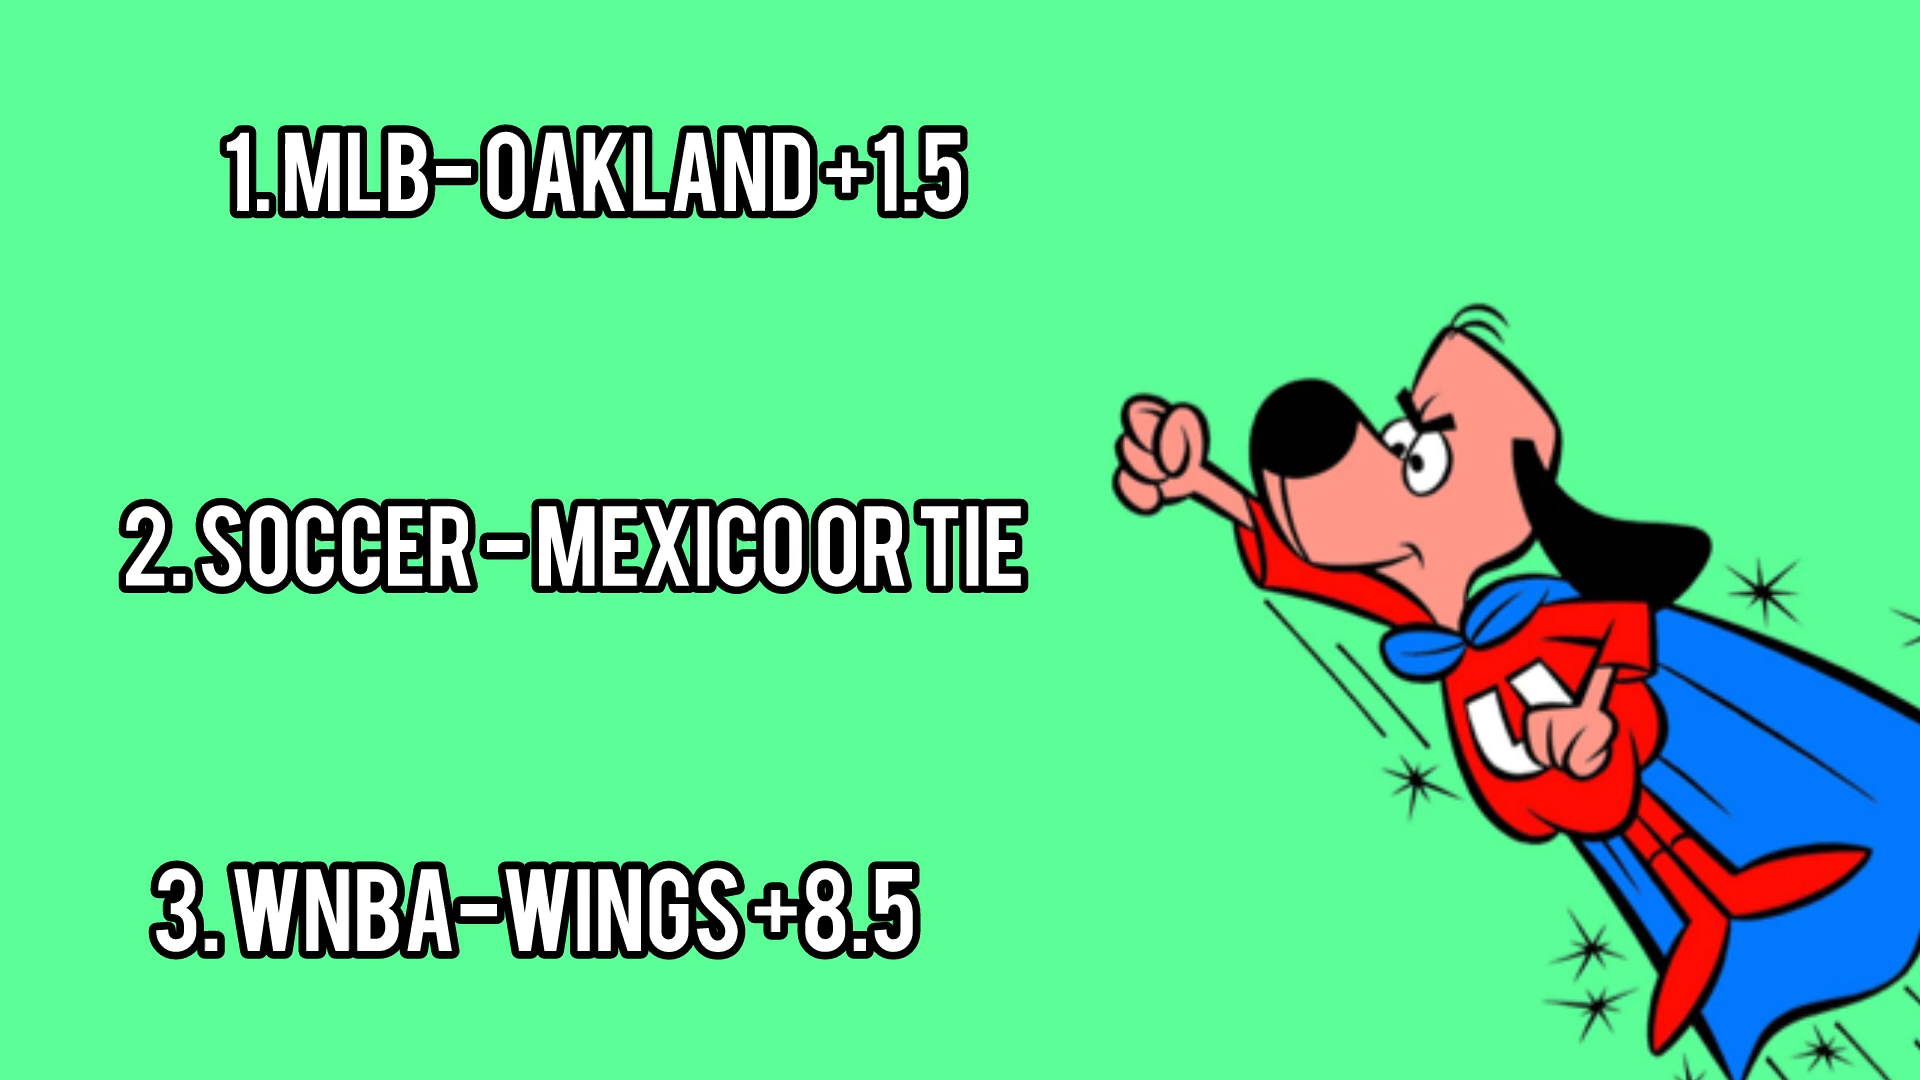 1. MLB - OAKLAND +1.5
2. SOCCER - MEXICO OR TIE
3. WNBA - WINGS +8.5
U